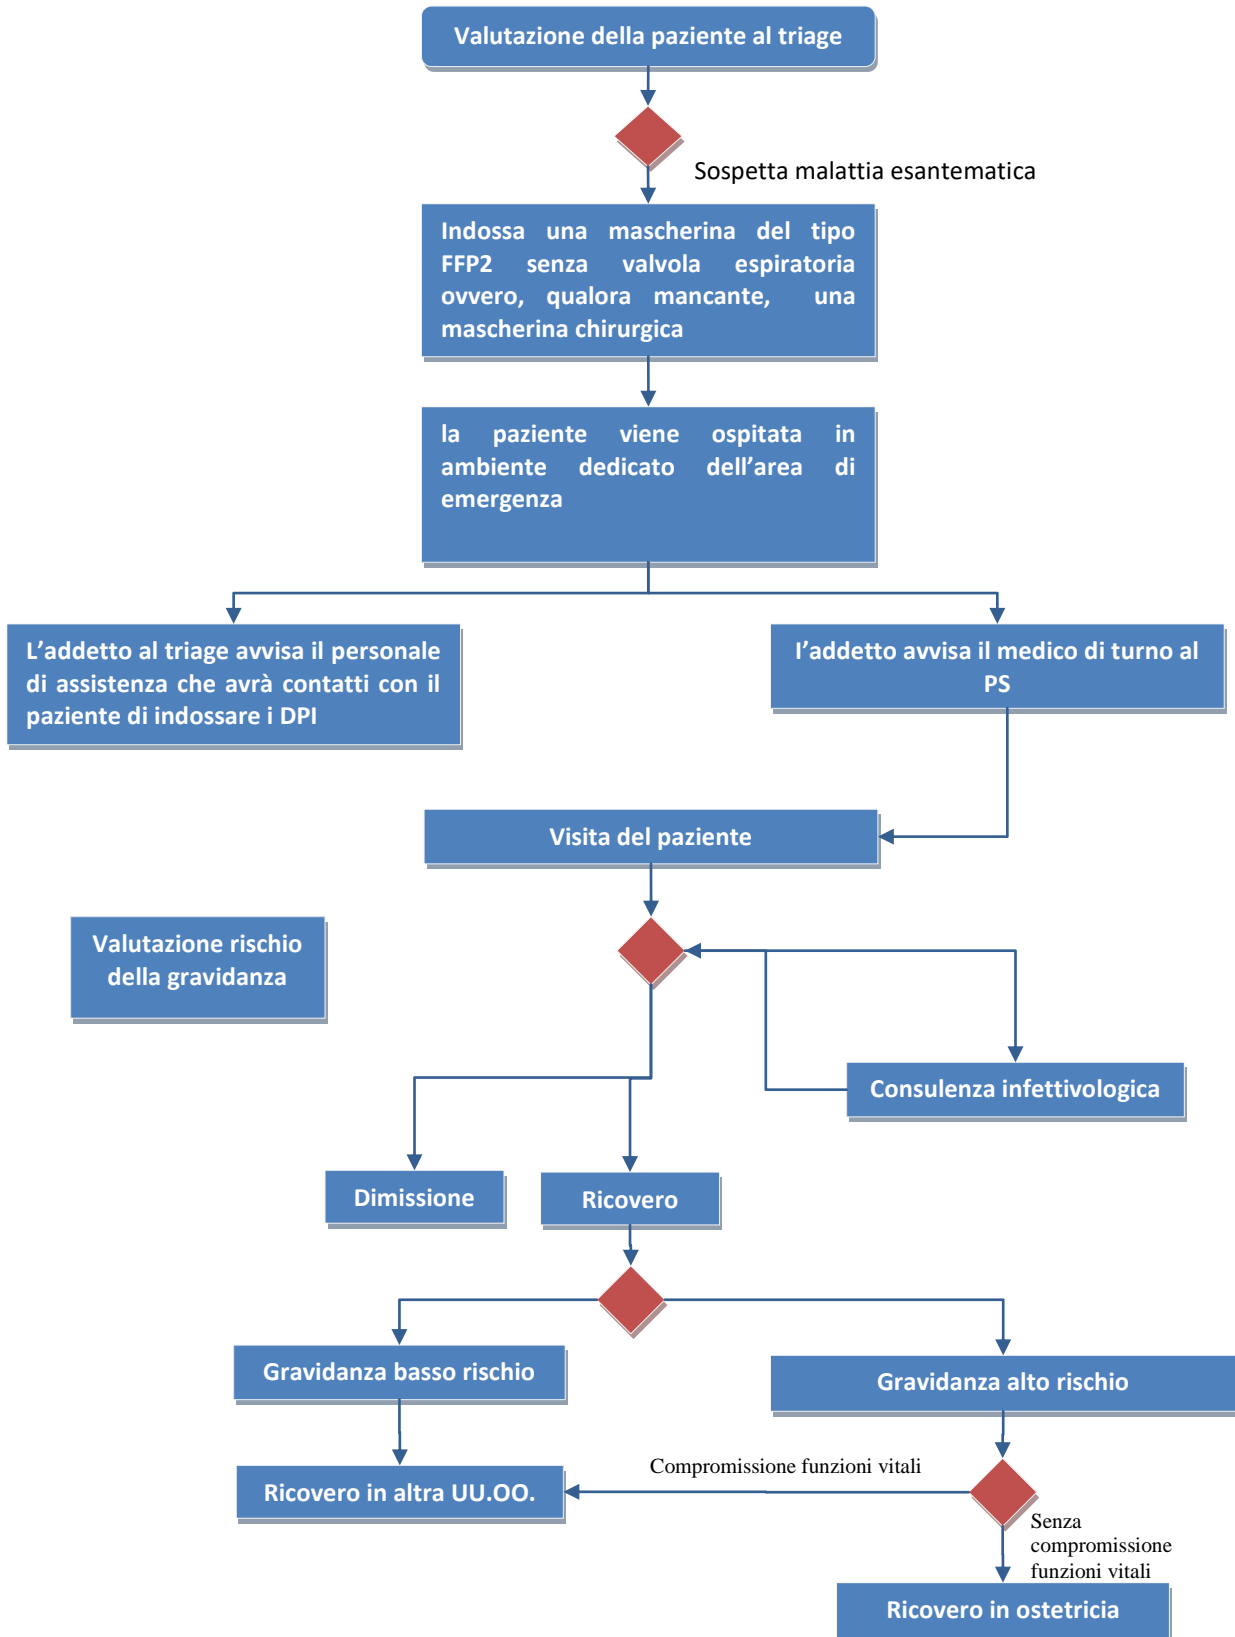 Valutazione della paziente al triage
Sospetta malattia esantematica
Indossa una mascherina del tipo
FFP2 senza valvola espiratoria
ovvero, qualora mancante, una
mascherina chirurgica
la paziente viene ospitata in
ambiente dedicato dell’area di
emergenza
L’addetto al triage avvisa il personale
di assistenza che avrà contatti con il
paziente di indossare i DPI
l’addetto avvisa il medico di turno al
PS
Visita del paziente
Valutazione rischio
della gravidanza
Consulenza infettivologica
Dimissione
Ricovero
Gravidanza basso rischio
Gravidanza alto rischio
Compromissione funzioni vitali
Ricovero in altra UU.OO.
Senza
compromissione
funzioni vitali
Ricovero in ostetricia